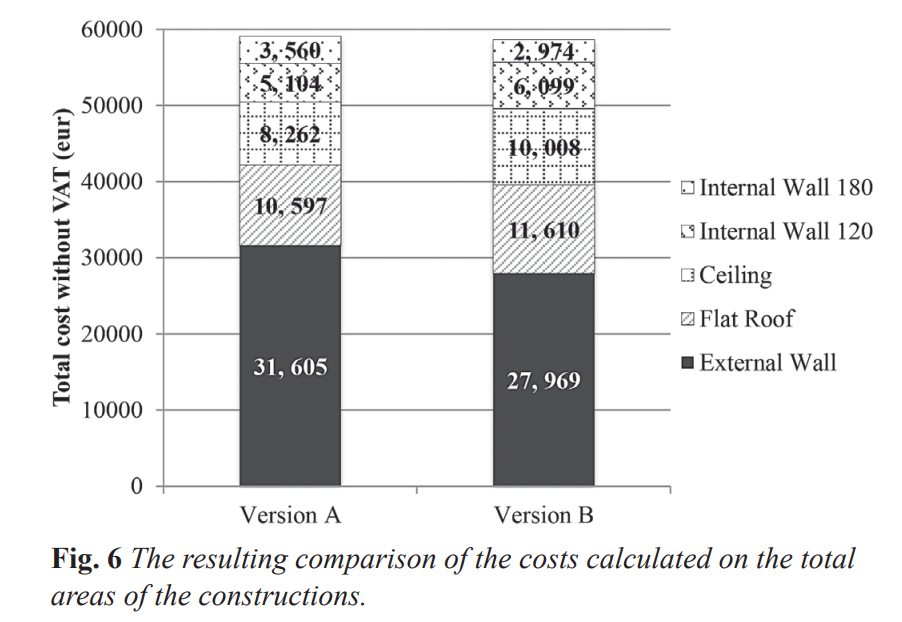 60000
50000
40000
30000
20000
10000
0
Total cost without VAT (eur)
3, 560
5, 104
8, 262
10, 597
31, 605
2, 974
6, 099
10, 008
11, 610
27, 969
Version A
Version B
Internal Wall 180
Internal Wall 120
Ceiling
Flat Roof
External Wall
Fig. 6 The resulting comparison of the costs calculated on the total
areas of the constructions.